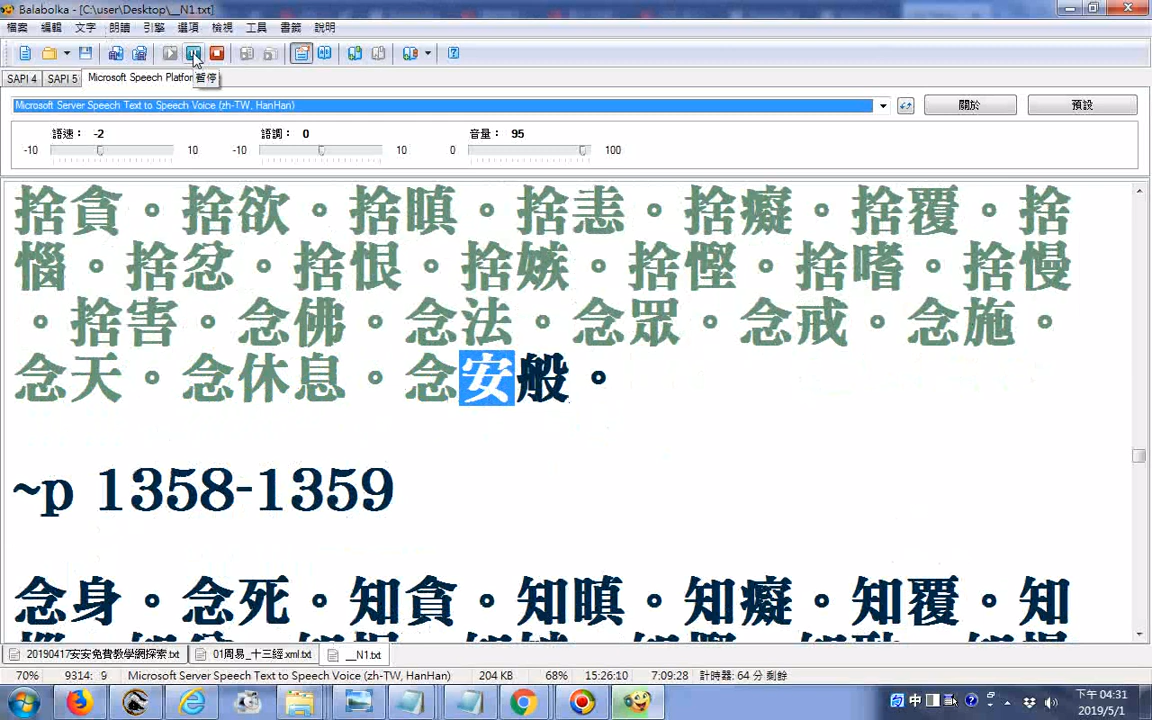 Balabolka - [C:\user\Desktop\__N1.txt]
檔案 編輯 文字 朗讀 引擎 選項 檢視 工具 書籤 說明
SAPI 4 SAPI 5 Microsoft Speech Platfor
暫停
Microsoft Server Speech Text to Speech Voice (zh-TW, HanHan)
關於 預設
語速： -2 語調： 0 音量： 95
-10 10 -10 10 0 100
捨貪。捨欲。捨瞋。捨恚。捨癡。捨覆。捨
惱。捨忿。捨恨。捨嫉。捨慳。捨嗜。捨慢
。捨害。念佛。念法。念眾。念戒。念施。
念天。念休息。念安般。
~p 1358-1359
念身。念死。知貪。知瞋。知癡。知覆。知
20190417安安免費教學網探索.txt 01周易_十三經.xml.txt __N1.txt
70% 9314: 9 Microsoft Server Speech Text to Speech Voice (zh-TW, HanHan) 204 KB 68% 15:26:10 7:09:28 計時器: 64 分 剩餘
中
下午 04:31
2019/5/1